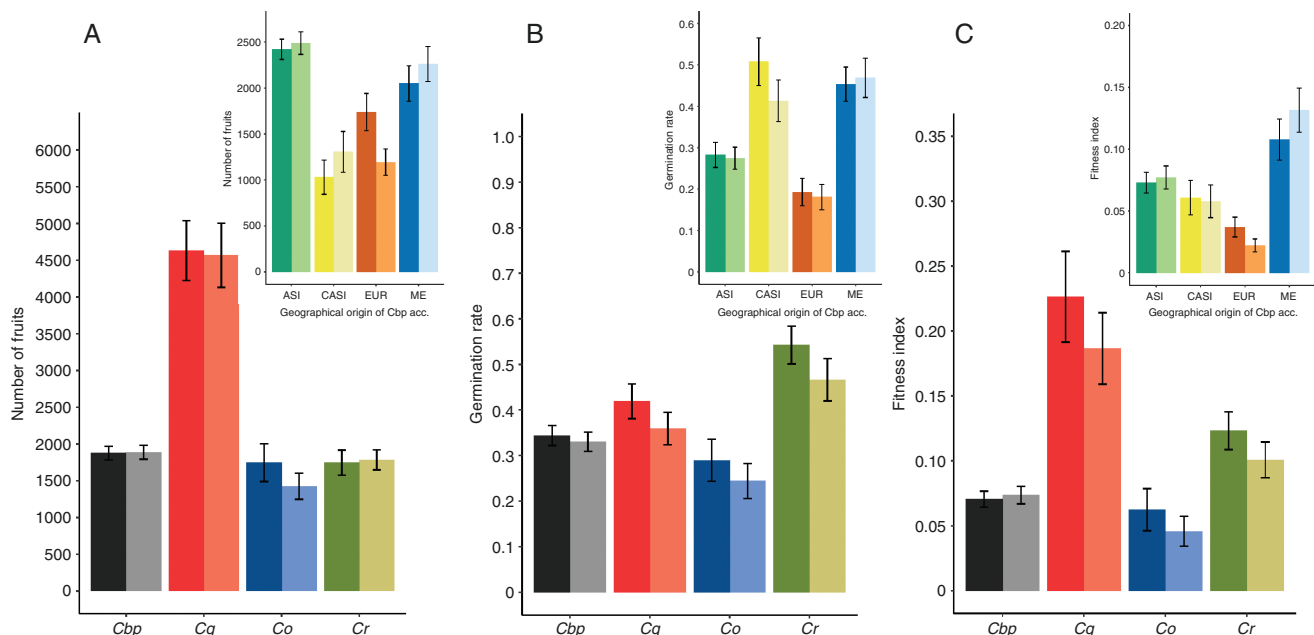 A
Number of fruits
6000
5500
5000
4500
4000
3500
3000
2500
2000
1500
1000
500
0
Cbp Cg Co Cr
Number of fruits
2500
2000
1500
1000
500
0
ASI CASI EUR ME
Geographical origin of Cbp acc.
B
Germination rate
1.0
0.9
0.8
0.7
0.6
0.5
0.4
0.3
0.2
0.1
0
Cbp Cg Co Cr
Germination rate
0.6
0.5
0.4
0.3
0.2
0.1
0
ASI CASI EUR ME
Geographical origin of Cbp acc.
C
Fitness index
0.35
0.30
0.25
0.20
0.15
0.10
0.05
0.00
Cbp Cg Co Cr
Fitness index
0.20
0.15
0.10
0.05
0.00
ASI CASI EUR ME
Geographical origin of Cbp acc.